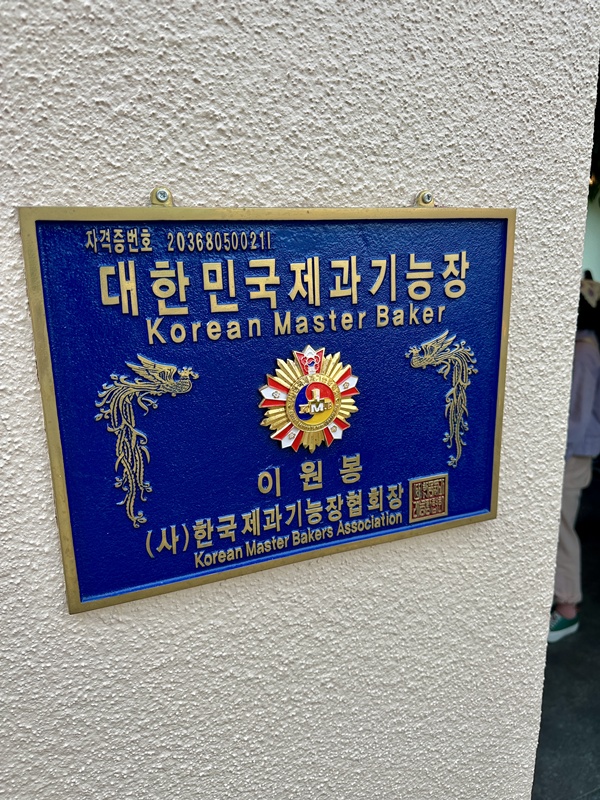 자격증번호 20368050021I
대한민국제과기능장
Korean Master Baker
이원봉
(사)한국제과기능장협회장
Korean Master Bakers Association